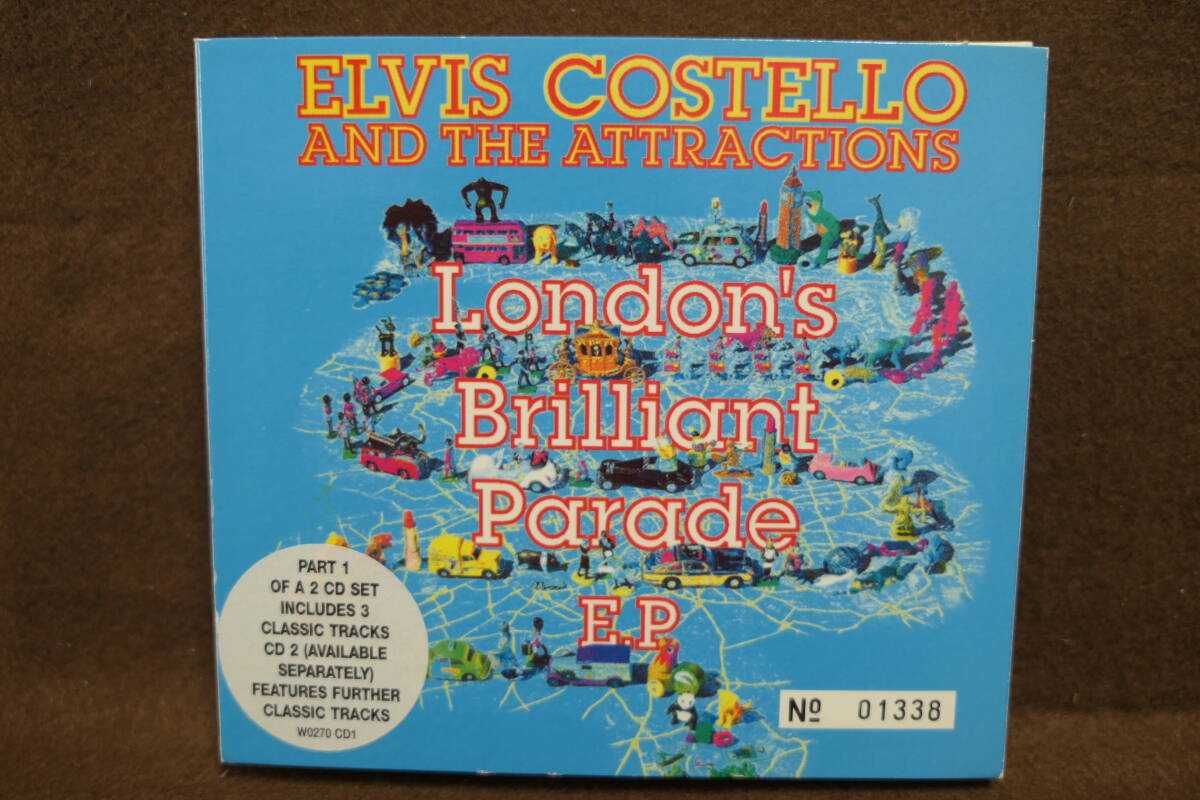 ELVIS COSTELLO
AND THE ATTRACTIONS
London's
Brilliant
Parade
E.P
PART 1
OF A 2 CD SET
INCLUDES 3
CLASSIC TRACKS
CD 2 (AVAILABLE
SEPARATELY)
FEATURES FURTHER
CLASSIC TRACKS
W0270 CD1
Nº 01338